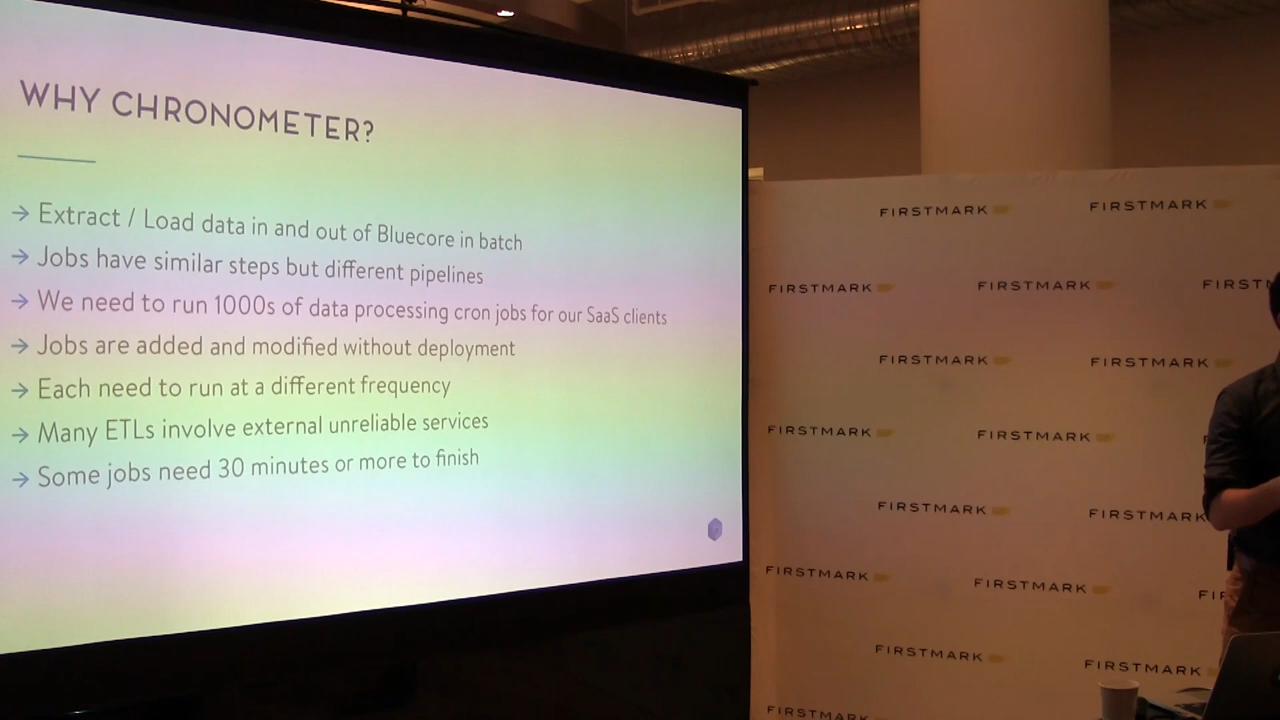 WHY CHRONOMETER?
→ Extract / Load data in and out of Bluecore in batch
→ Jobs have similar steps but different pipelines
→ We need to run 1000s of data processing cron jobs for our SaaS clients
→ Jobs are added and modified without deployment
→ Each need to run at a different frequency
→ Many ETLs involve external unreliable services
→ Some jobs need 30 minutes or more to finish
FIRSTMARK FIRSTMARK
FIRSTMARK FIRSTMARK FIRSTM
FIRSTMARK FIRSTMARK
FIRSTMARK FIRSTMARK
FIRSTMARK FIRSTMARK
FIRSTMARK FIRSTMARK FIR
FIRSTMARK FIRSTMARK
FIRSTMARK